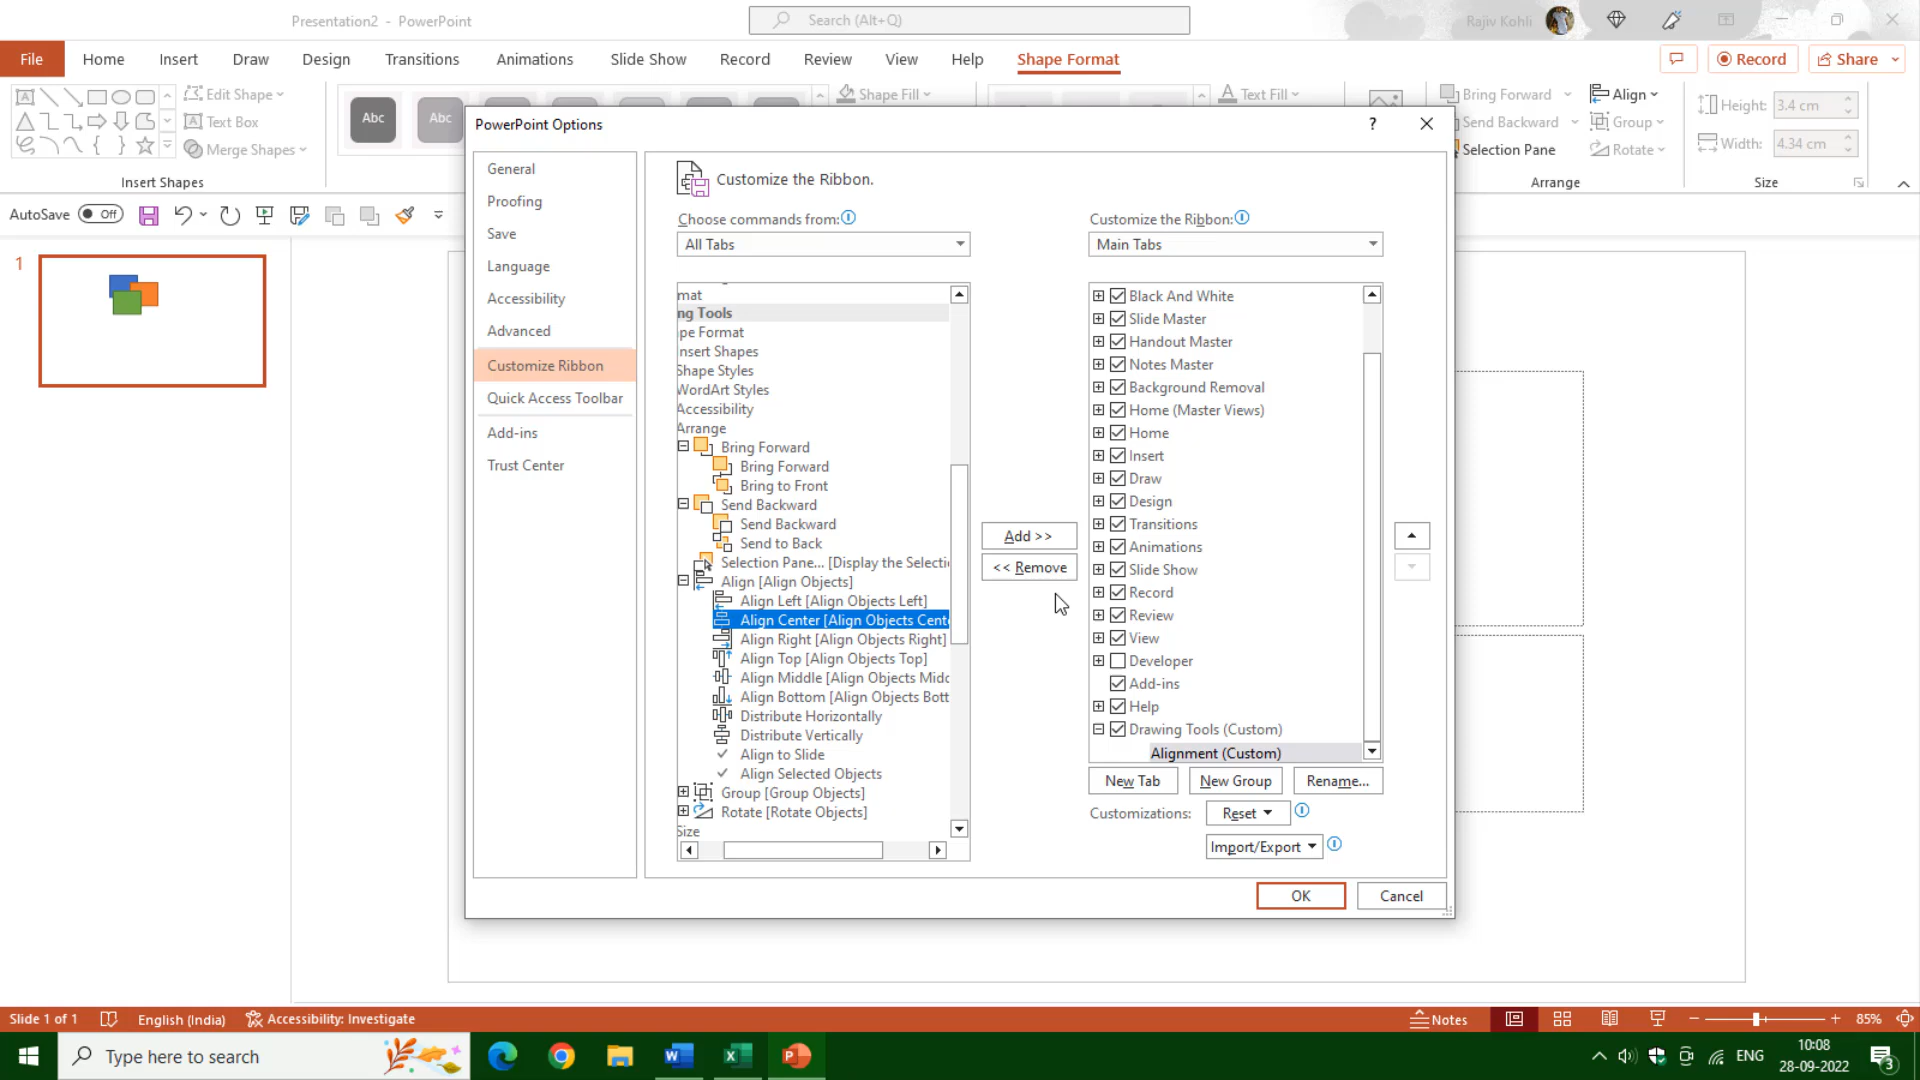 Presentation2 - PowerPoint
Search (Alt+Q)
Rajiv Kohli
File Home Insert Draw Design Transitions Animations Slide Show Record Review View Help Shape Format
Record Share
Edit Shape
Text Box
Merge Shapes
Insert Shapes
Abc Abc
Shape Fill
Text Fill
Bring Forward
Send Backward
Selection Pane
Align
Group
Rotate
Arrange
Height: 3.4 cm
Width: 4.34 cm
Size
AutoSave Off
1
PowerPoint Options
?
General
Proofing
Save
Language
Accessibility
Advanced
Customize Ribbon
Quick Access Toolbar
Add-ins
Trust Center
Customize the Ribbon.
Choose commands from:
All Tabs
mat
ng Tools
pe Format
nsert Shapes
Shape Styles
WordArt Styles
Accessibility
Arrange
Bring Forward
Bring Forward
Bring to Front
Send Backward
Send Backward
Send to Back
Selection Pane... [Display the Selecti
Align [Align Objects]
Align Left [Align Objects Left]
Align Center [Align Objects Cente
Align Right [Align Objects Right]
Align Top [Align Objects Top]
Align Middle [Align Objects Midd
Align Bottom [Align Objects Bott
Distribute Horizontally
Distribute Vertically
Align to Slide
Align Selected Objects
Group [Group Objects]
Rotate [Rotate Objects]
Size
Add >>
<< Remove
Customize the Ribbon:
Main Tabs
Black And White
Slide Master
Handout Master
Notes Master
Background Removal
Home (Master Views)
Home
Insert
Draw
Design
Transitions
Animations
Slide Show
Record
Review
View
Developer
Add-ins
Help
Drawing Tools (Custom)
Alignment (Custom)
New Tab New Group Rename...
Customizations: Reset
Import/Export
OK Cancel
Slide 1 of 1 English (India) Accessibility: Investigate
Notes
85%
Type here to search
ENG
10:08
28-09-2022
3